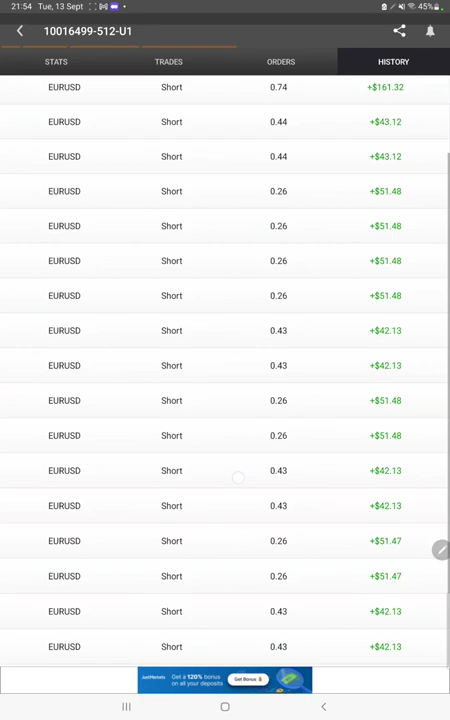 21:54 Tue, 13 Sept 45%
10016499-512-U1
STATS TRADES ORDERS HISTORY
EURUSD Short 0.74 +$161.32
EURUSD Short 0.44 +$43.12
EURUSD Short 0.44 +$43.12
EURUSD Short 0.26 +$51.48
EURUSD Short 0.26 +$51.48
EURUSD Short 0.26 +$51.48
EURUSD Short 0.26 +$51.48
EURUSD Short 0.43 +$42.13
EURUSD Short 0.43 +$42.13
EURUSD Short 0.26 +$51.48
EURUSD Short 0.26 +$51.48
EURUSD Short 0.43 +$42.13
EURUSD Short 0.43 +$42.13
EURUSD Short 0.26 +$51.47
EURUSD Short 0.26 +$51.47
EURUSD Short 0.43 +$42.13
EURUSD Short 0.43 +$42.13
JustMarkets Get a 120% bonus on all your deposits Get Bonus